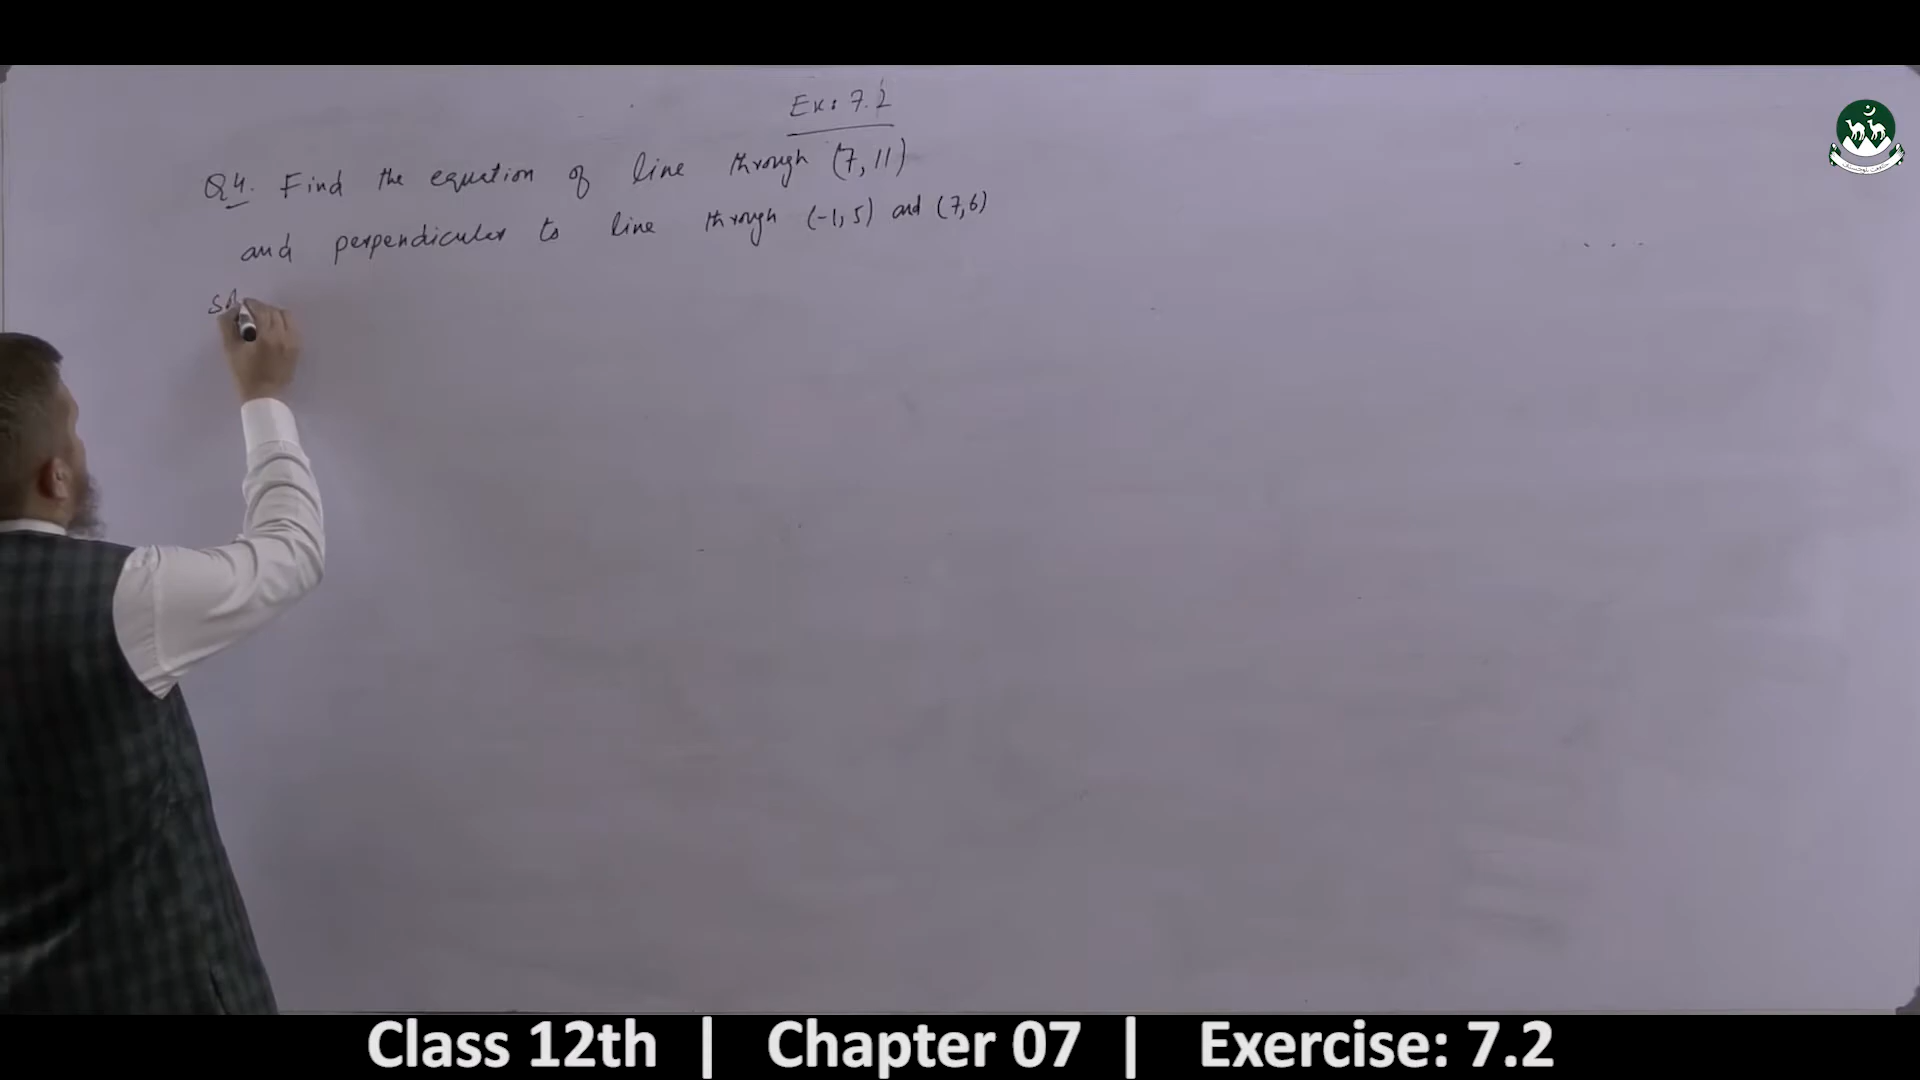 Ex: 7.2
Q4. Find the equation of line through (7,11)
and perpendicular to line through (-1,5) and (7,6)
Class 12th | Chapter 07 | Exercise: 7.2